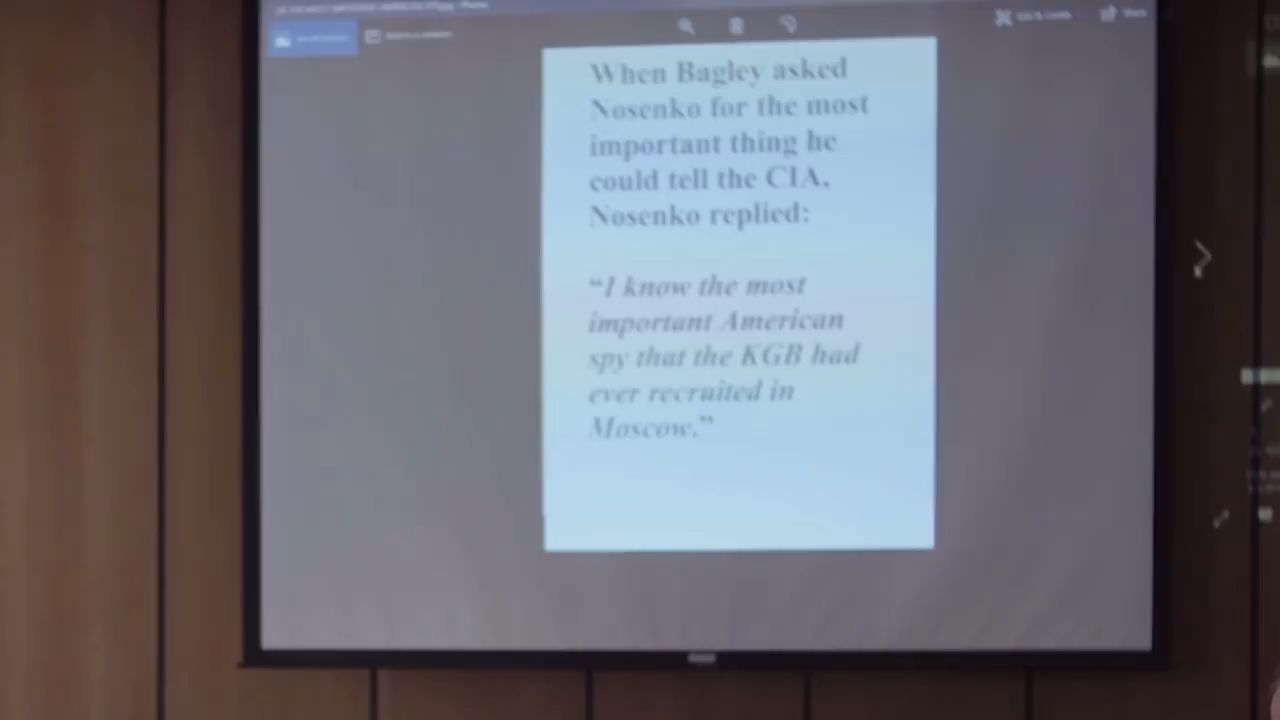 When Bagley asked
Nosenko for the most
important thing he
could tell the CIA,
Nosenko replied:
“I know the most
important American
spy that the KGB had
ever recruited in
Moscow.”